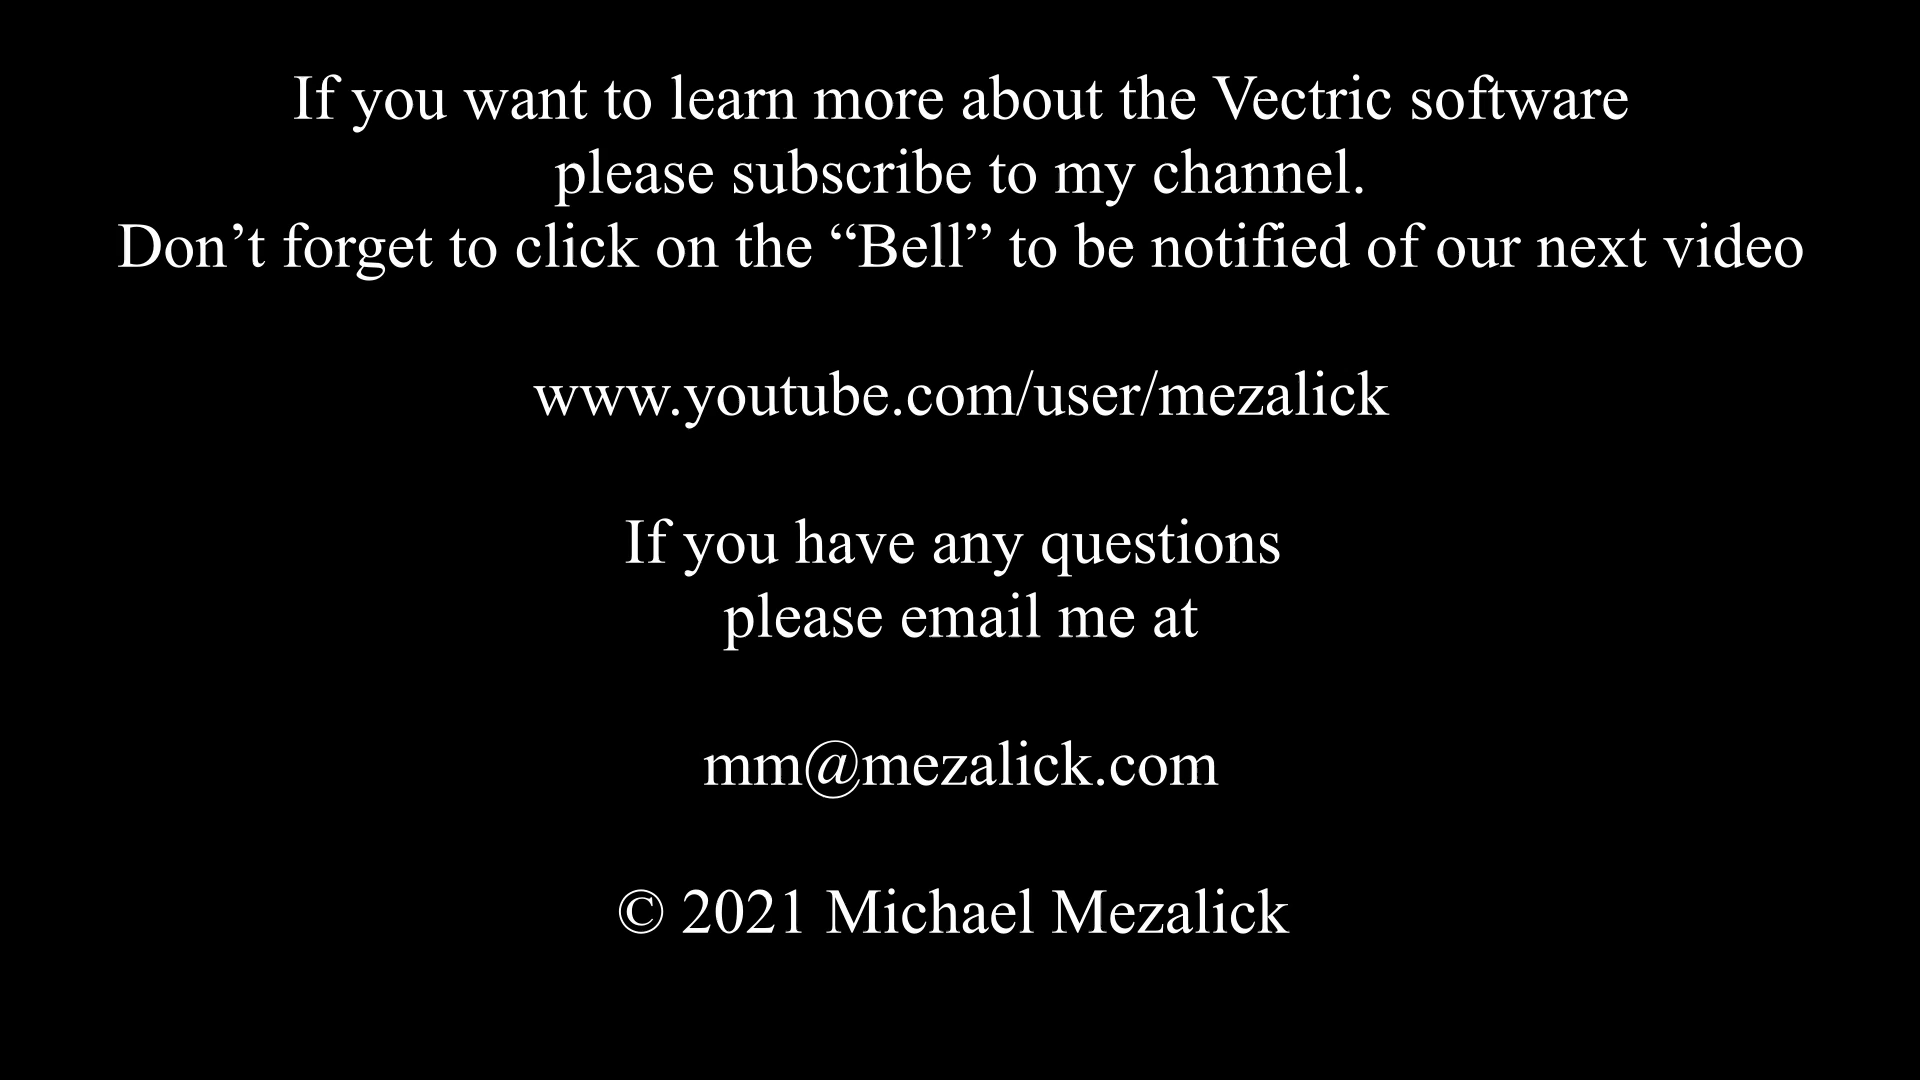 If you want to learn more about the Vectric software
please subscribe to my channel.
Don’t forget to click on the “Bell” to be notified of our next video
www.youtube.com/user/mezalick
If you have any questions
please email me at
mm@mezalick.com
© 2021 Michael Mezalick